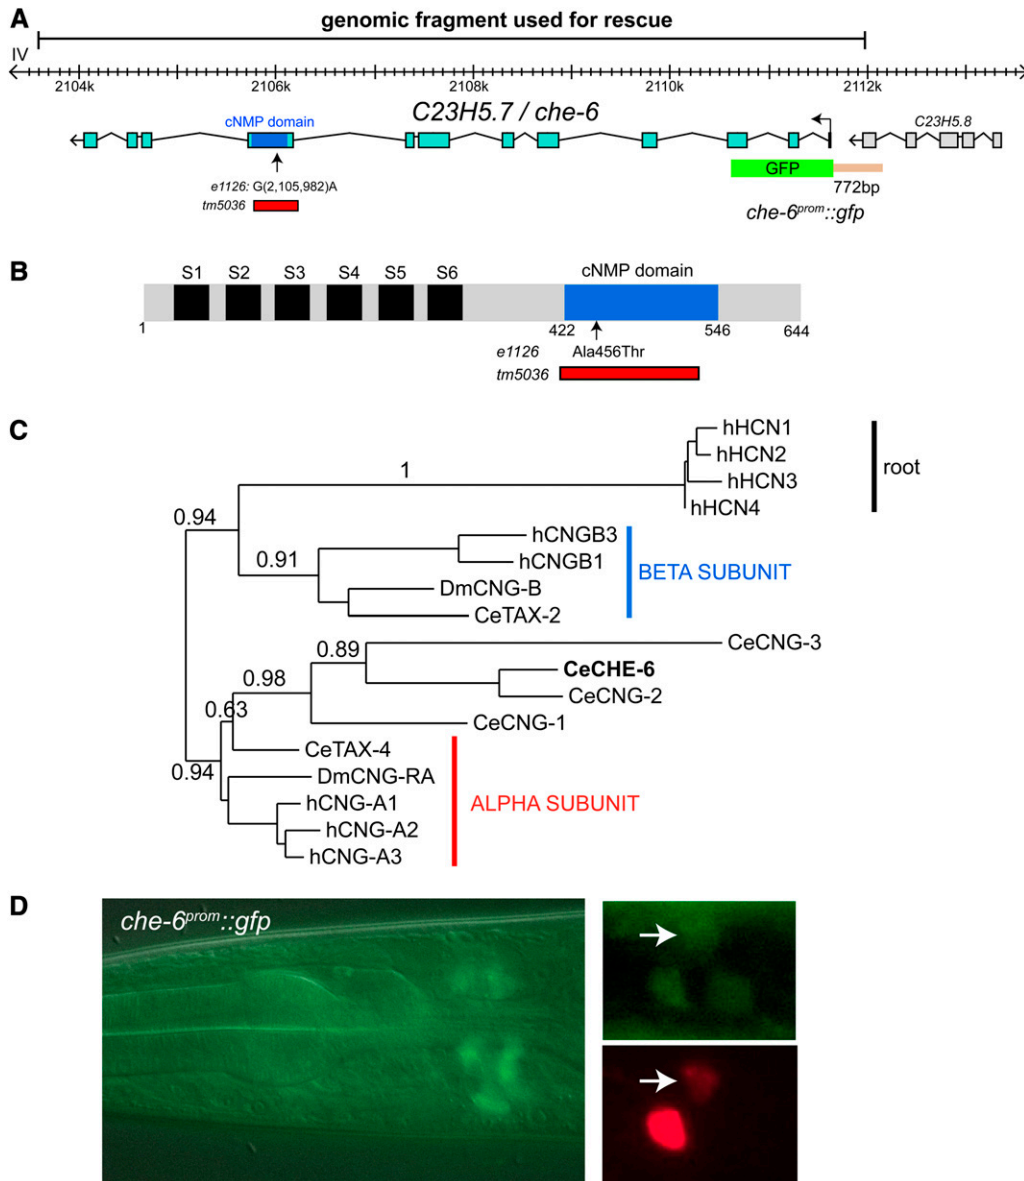 A
genomic fragment used for rescue
IV
2104k 2106k 2108k 2110k 2112k
C23H5.7 / che-6
cNMP domain
C23H5.8
e1126: G(2,105,982)A
tm5036
GFP
772bp
che-6prom::gfp
B
S1 S2 S3 S4 S5 S6 cNMP domain
1 422 546 644
e1126 Ala456Thr
tm5036
C
hHCN1
hHCN2
1
hHCN3
root
hHCN4
0.94
hCNGB3
0.91
hCNGB1
BETA SUBUNIT
DmCNG-B
CeTAX-2
CeCNG-3
0.89
CeCHE-6
0.98
CeCNG-2
0.63
CeCNG-1
CeTAX-4
0.94
DmCNG-RA
hCNG-A1
ALPHA SUBUNIT
hCNG-A2
hCNG-A3
D
che-6prom::gfp